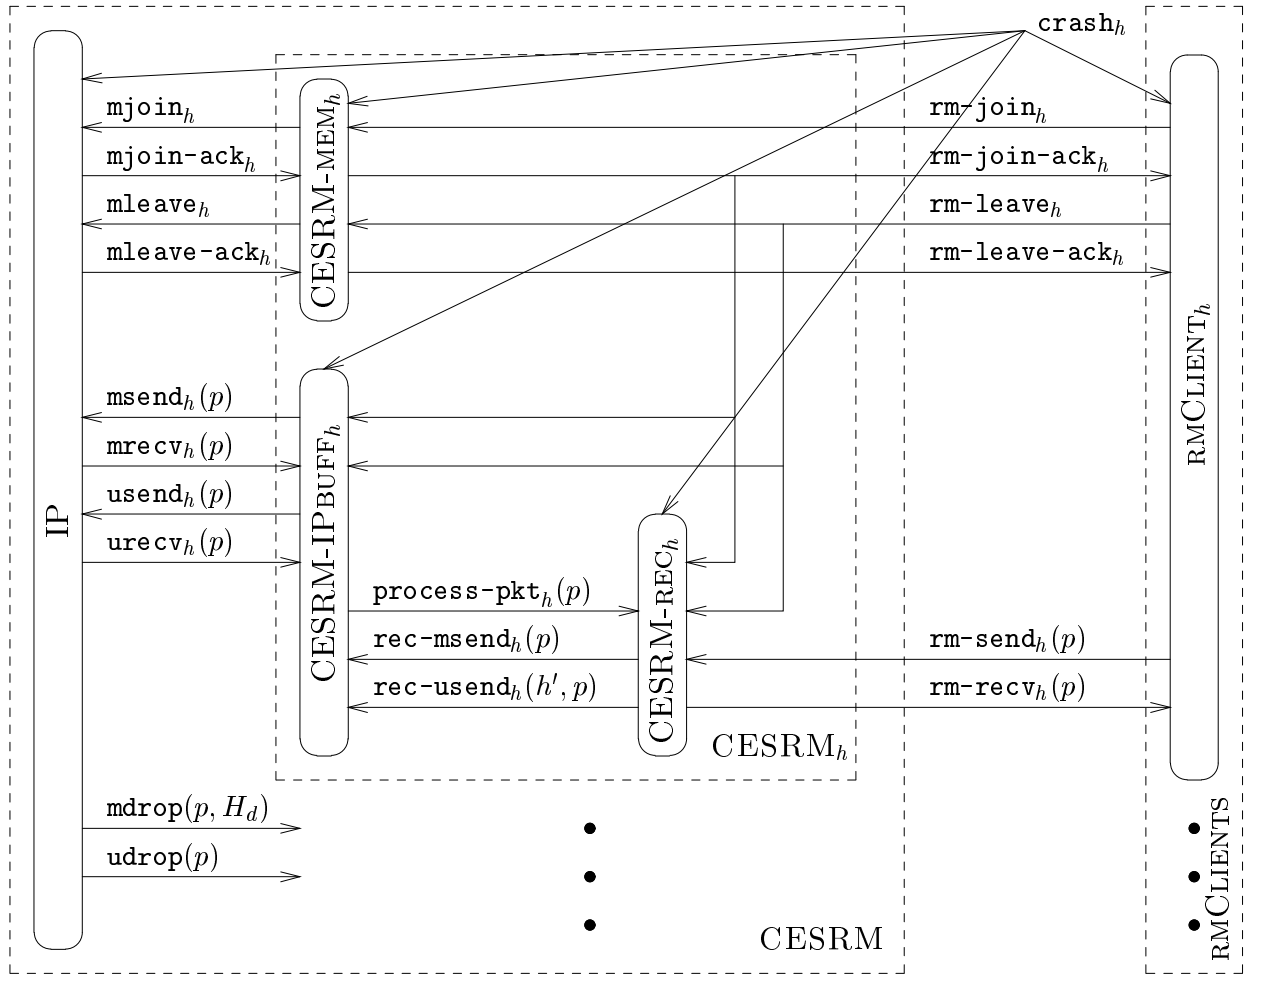 crash_h
mjoin_h
rm-join_h
mjoin-ack_h
rm-join-ack_h
mleave_h
rm-leave_h
mleave-ack_h
rm-leave-ack_h
CESRM-MEM_h
RMCLIENT_h
msend_h(p)
mrecv_h(p)
usend_h(p)
urecv_h(p)
IP
CESRM-IPBUFF_h
process-pkt_h(p)
rec-msend_h(p)
rec-usend_h(h′, p)
CESRM-REC_h
rm-send_h(p)
rm-recv_h(p)
CESRM_h
mdrop(p, H_d)
udrop(p)
CESRM
RMCLIENTS